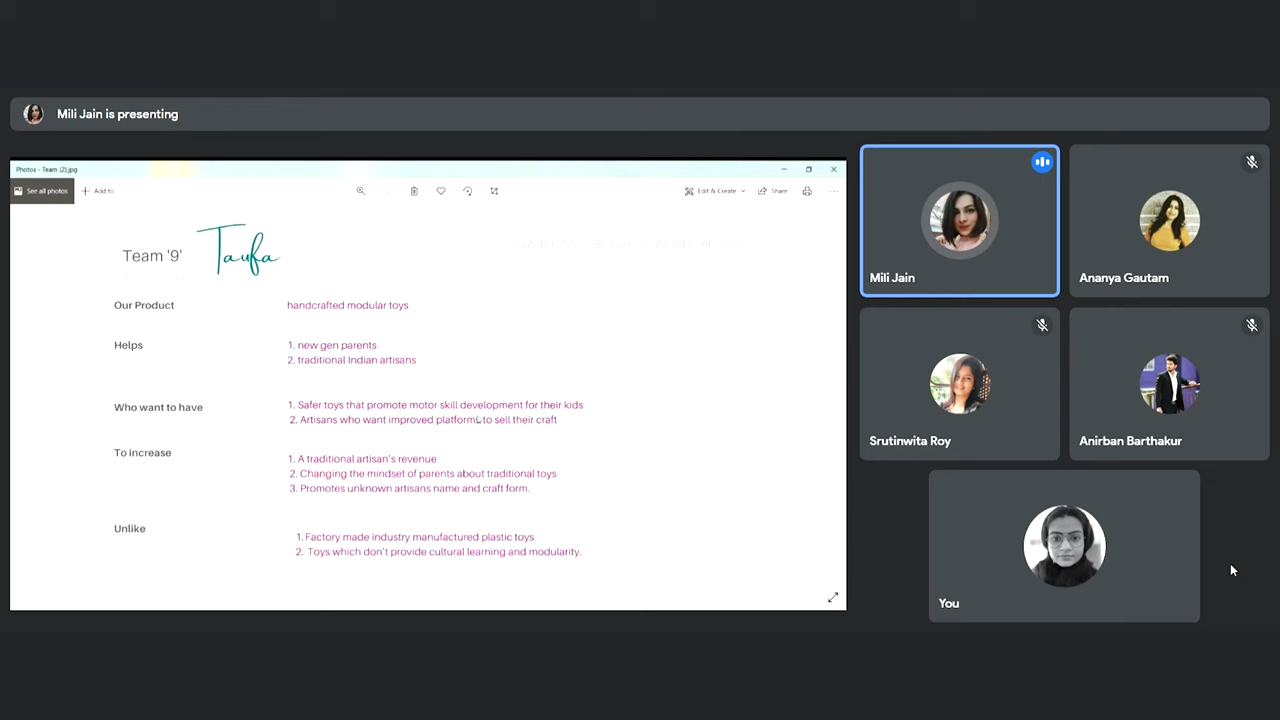 Mili Jain is presenting
Photos - Team (2).jpg
See all photos
Add to
Edit & Create
Share
Team '9'
Taufa
Our Product
handcrafted modular toys
Helps
1. new gen parents
2. traditional Indian artisans
Who want to have
1. Safer toys that promote motor skill development for their kids
2. Artisans who want improved platforms to sell their craft
To increase
1. A traditional artisan's revenue
2. Changing the mindset of parents about traditional toys
3. Promotes unknown artisans name and craft form.
Unlike
1. Factory made industry manufactured plastic toys
2. Toys which don't provide cultural learning and modularity.
Mili Jain
Ananya Gautam
Srutinwita Roy
Anirban Barthakur
You